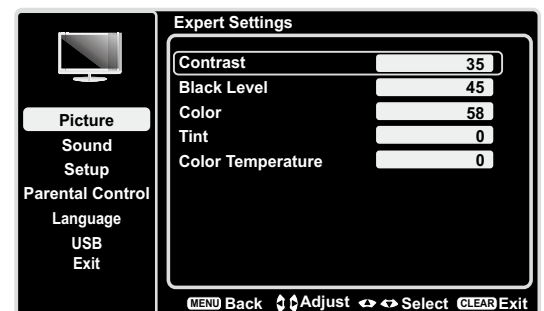 Expert Settings
Contrast 35
Black Level 45
Color 58
Tint 0
Color Temperature 0
Picture
Sound
Setup
Parental Control
Language
USB
Exit
MENU Back Adjust Select CLEAR Exit